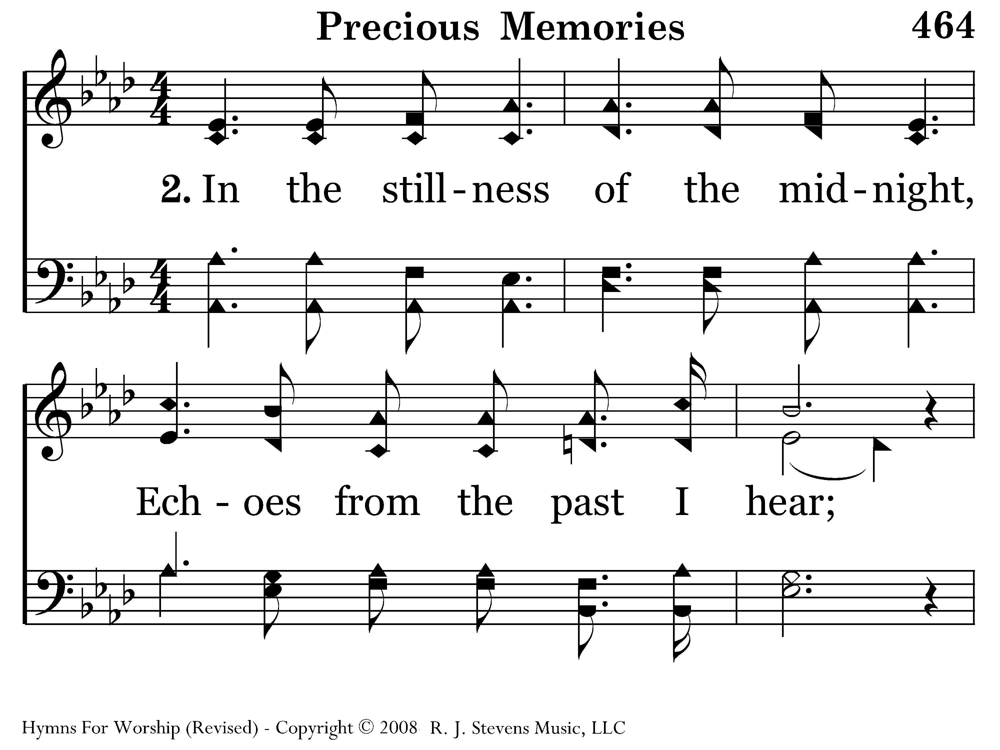 Precious Memories 464
2. In the still - ness of the mid - night,
Ech - oes from the past I hear;
Hymns For Worship (Revised) - Copyright © 2008 R. J. Stevens Music, LLC